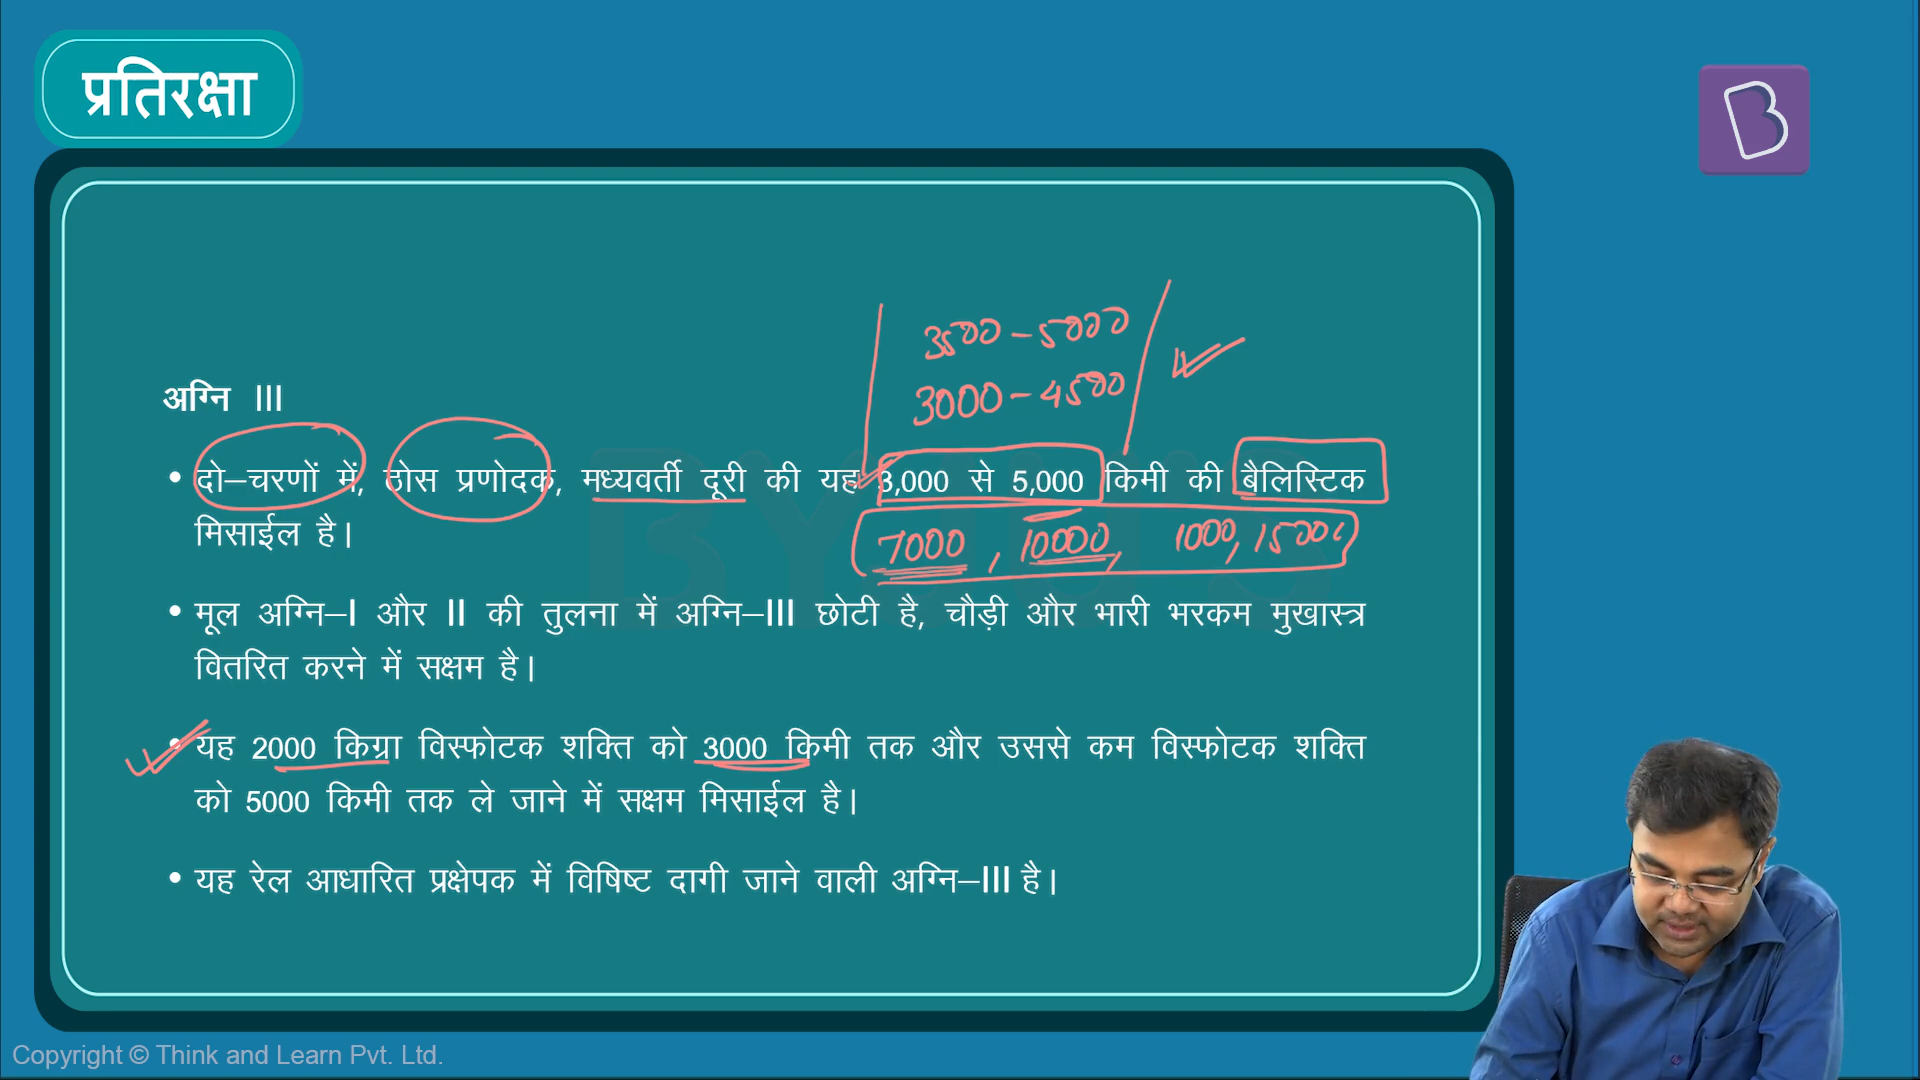 प्रतिरक्षा
B
3500-5000
3000-4500
अग्नि III
• दो–चरणों में, ठोस प्रणोदक, मध्यवर्ती दूरी की यह 3,000 से 5,000 किमी की बैलिस्टिक
मिसाईल है।
7000, 10000, 1000,
• मूल अग्नि–I और II की तुलना में अग्नि–III छोटी है, चौड़ी और भारी भरकम मुखास्त्र
वितरित करने में सक्षम है।
• यह 2000 किग्रा विस्फोटक शक्ति को 3000 किमी तक और उससे कम विस्फोटक शक्ति
को 5000 किमी तक ले जाने में सक्षम मिसाईल है।
• यह रेल आधारित प्रक्षेपक में विषिष्ट दागी जाने वाली अग्नि–III है।
Copyright © Think and Learn Pvt. Ltd.